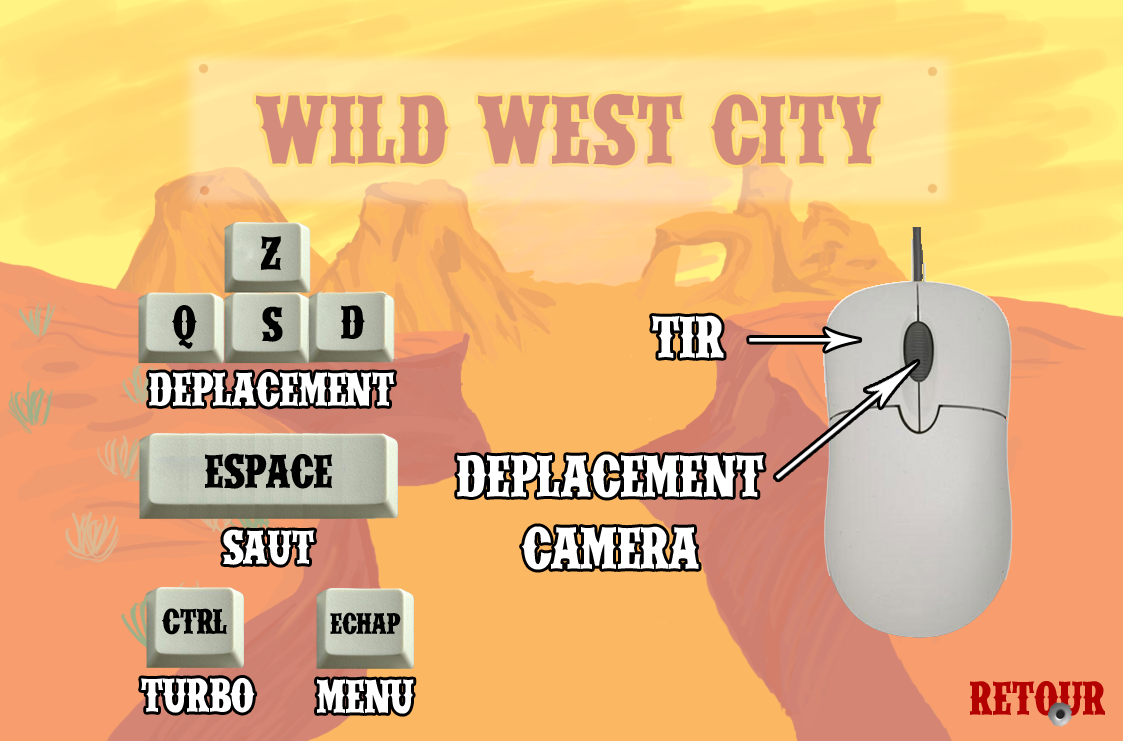 WILD WEST CITY
Z
Q S D
DEPLACEMENT
ESPACE
SAUT
CTRL
TURBO
ECHAP
MENU
TIR
DEPLACEMENT
CAMERA
RETOUR